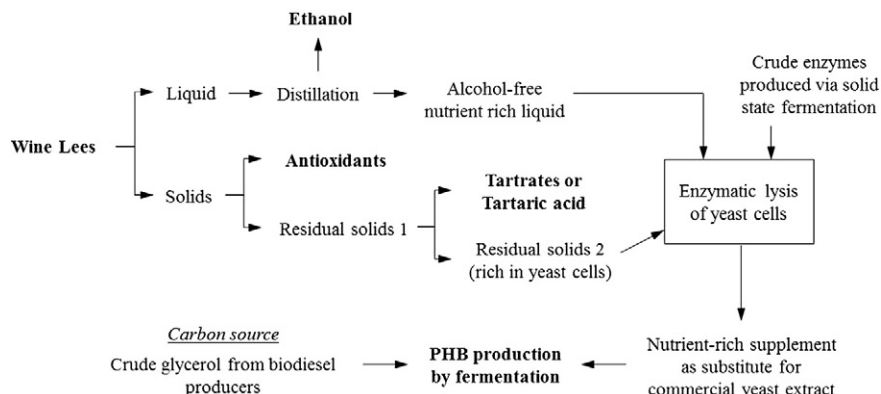 Ethanol
Crude enzymes
produced via solid
state fermentation
Liquid
Distillation
Alcohol-free
nutrient rich liquid
Wine Lees
Antioxidants
Solids
Tartrates or
Tartaric acid
Enzymatic lysis
of yeast cells
Residual solids 1
Residual solids 2
(rich in yeast cells)
Carbon source
Crude glycerol from biodiesel
producers
PHB production
by fermentation
Nutrient-rich supplement
as substitute for
commercial yeast extract